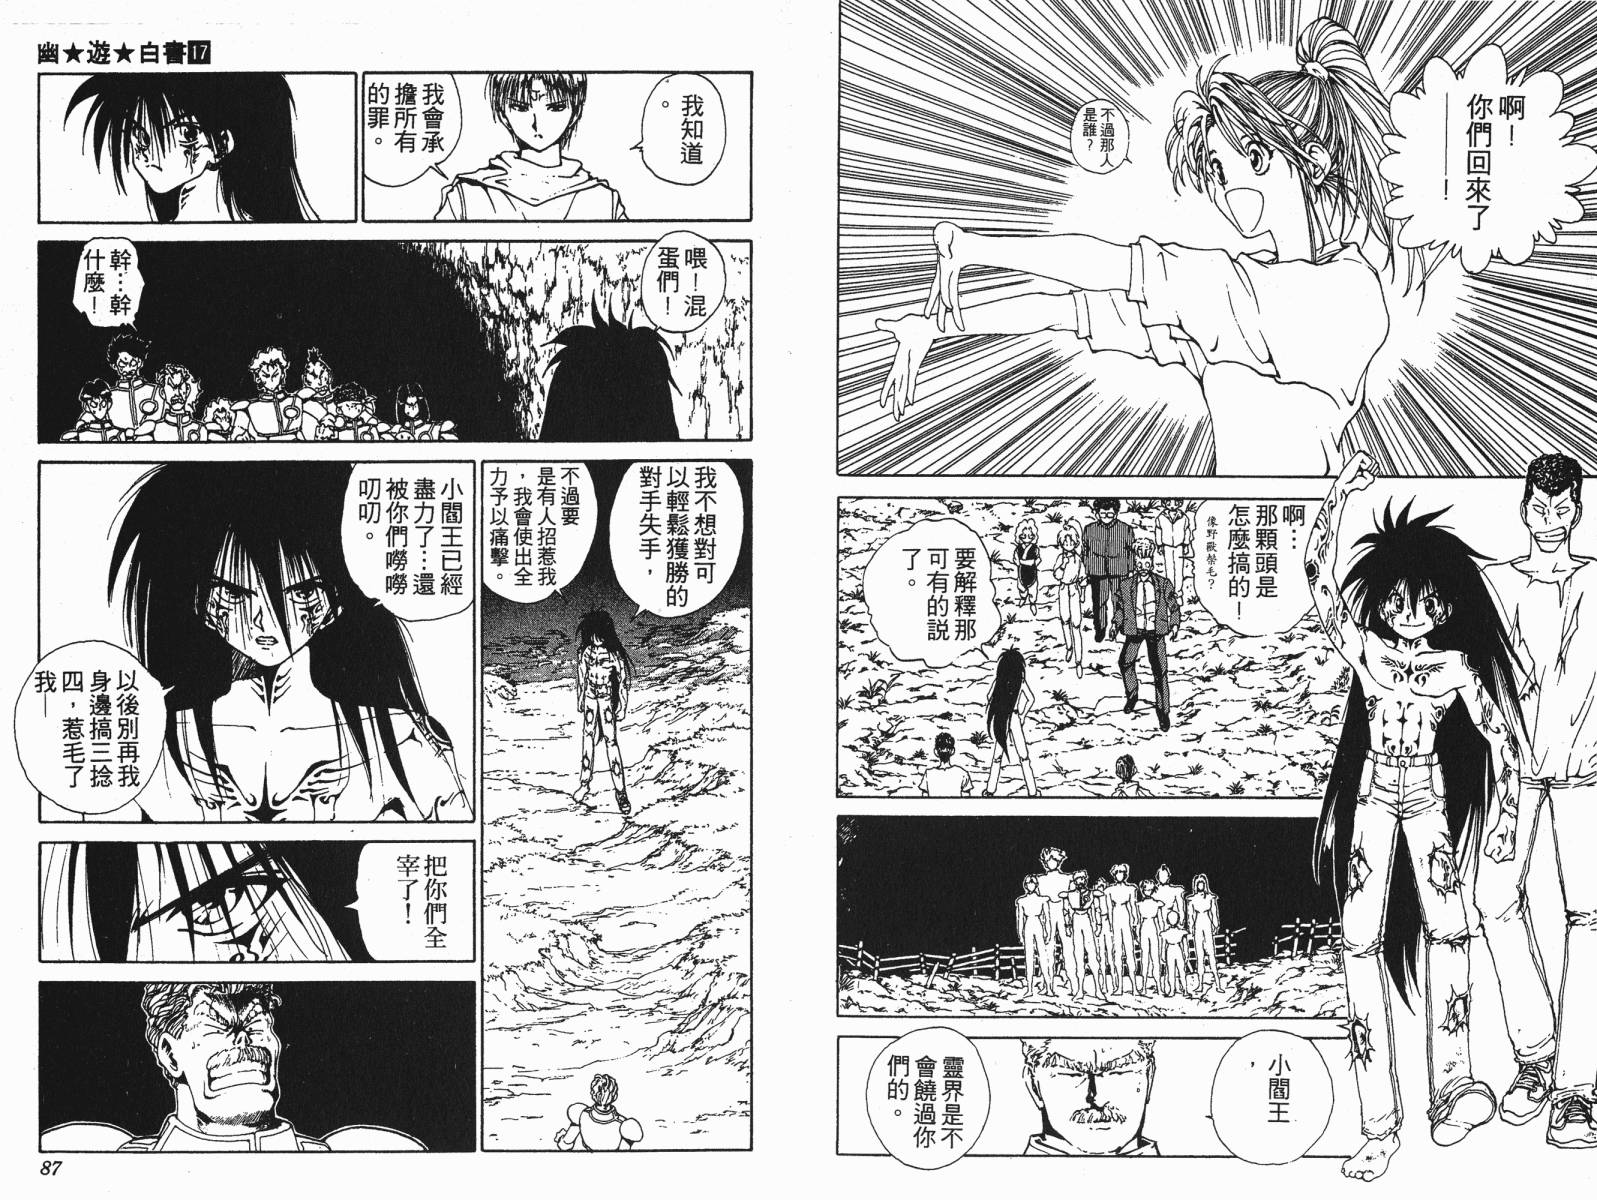 啊！
你們回來了
——！
不過那人
是誰？
啊…
那顆頭是
怎麼搞的！
像野獸禦毛？
要解釋那
可有的說
了。
小閻王
，
靈界是不
會饒過你
們的。
幽★遊★白書17
我知道
。
我會承
擔所有
的罪。
喂！混
蛋們！
幹…幹
什麼！
我不想對可
以輕鬆獲勝的
對手失手，
不過要
是有人招惹我
，我會使出全
力予以痛擊。
小閻王已經
盡力了…還
被你們嘮嘮
叨叨。
以後別再我
身邊搞三捻
四，惹毛了
我—
把你們全
宰了！
87